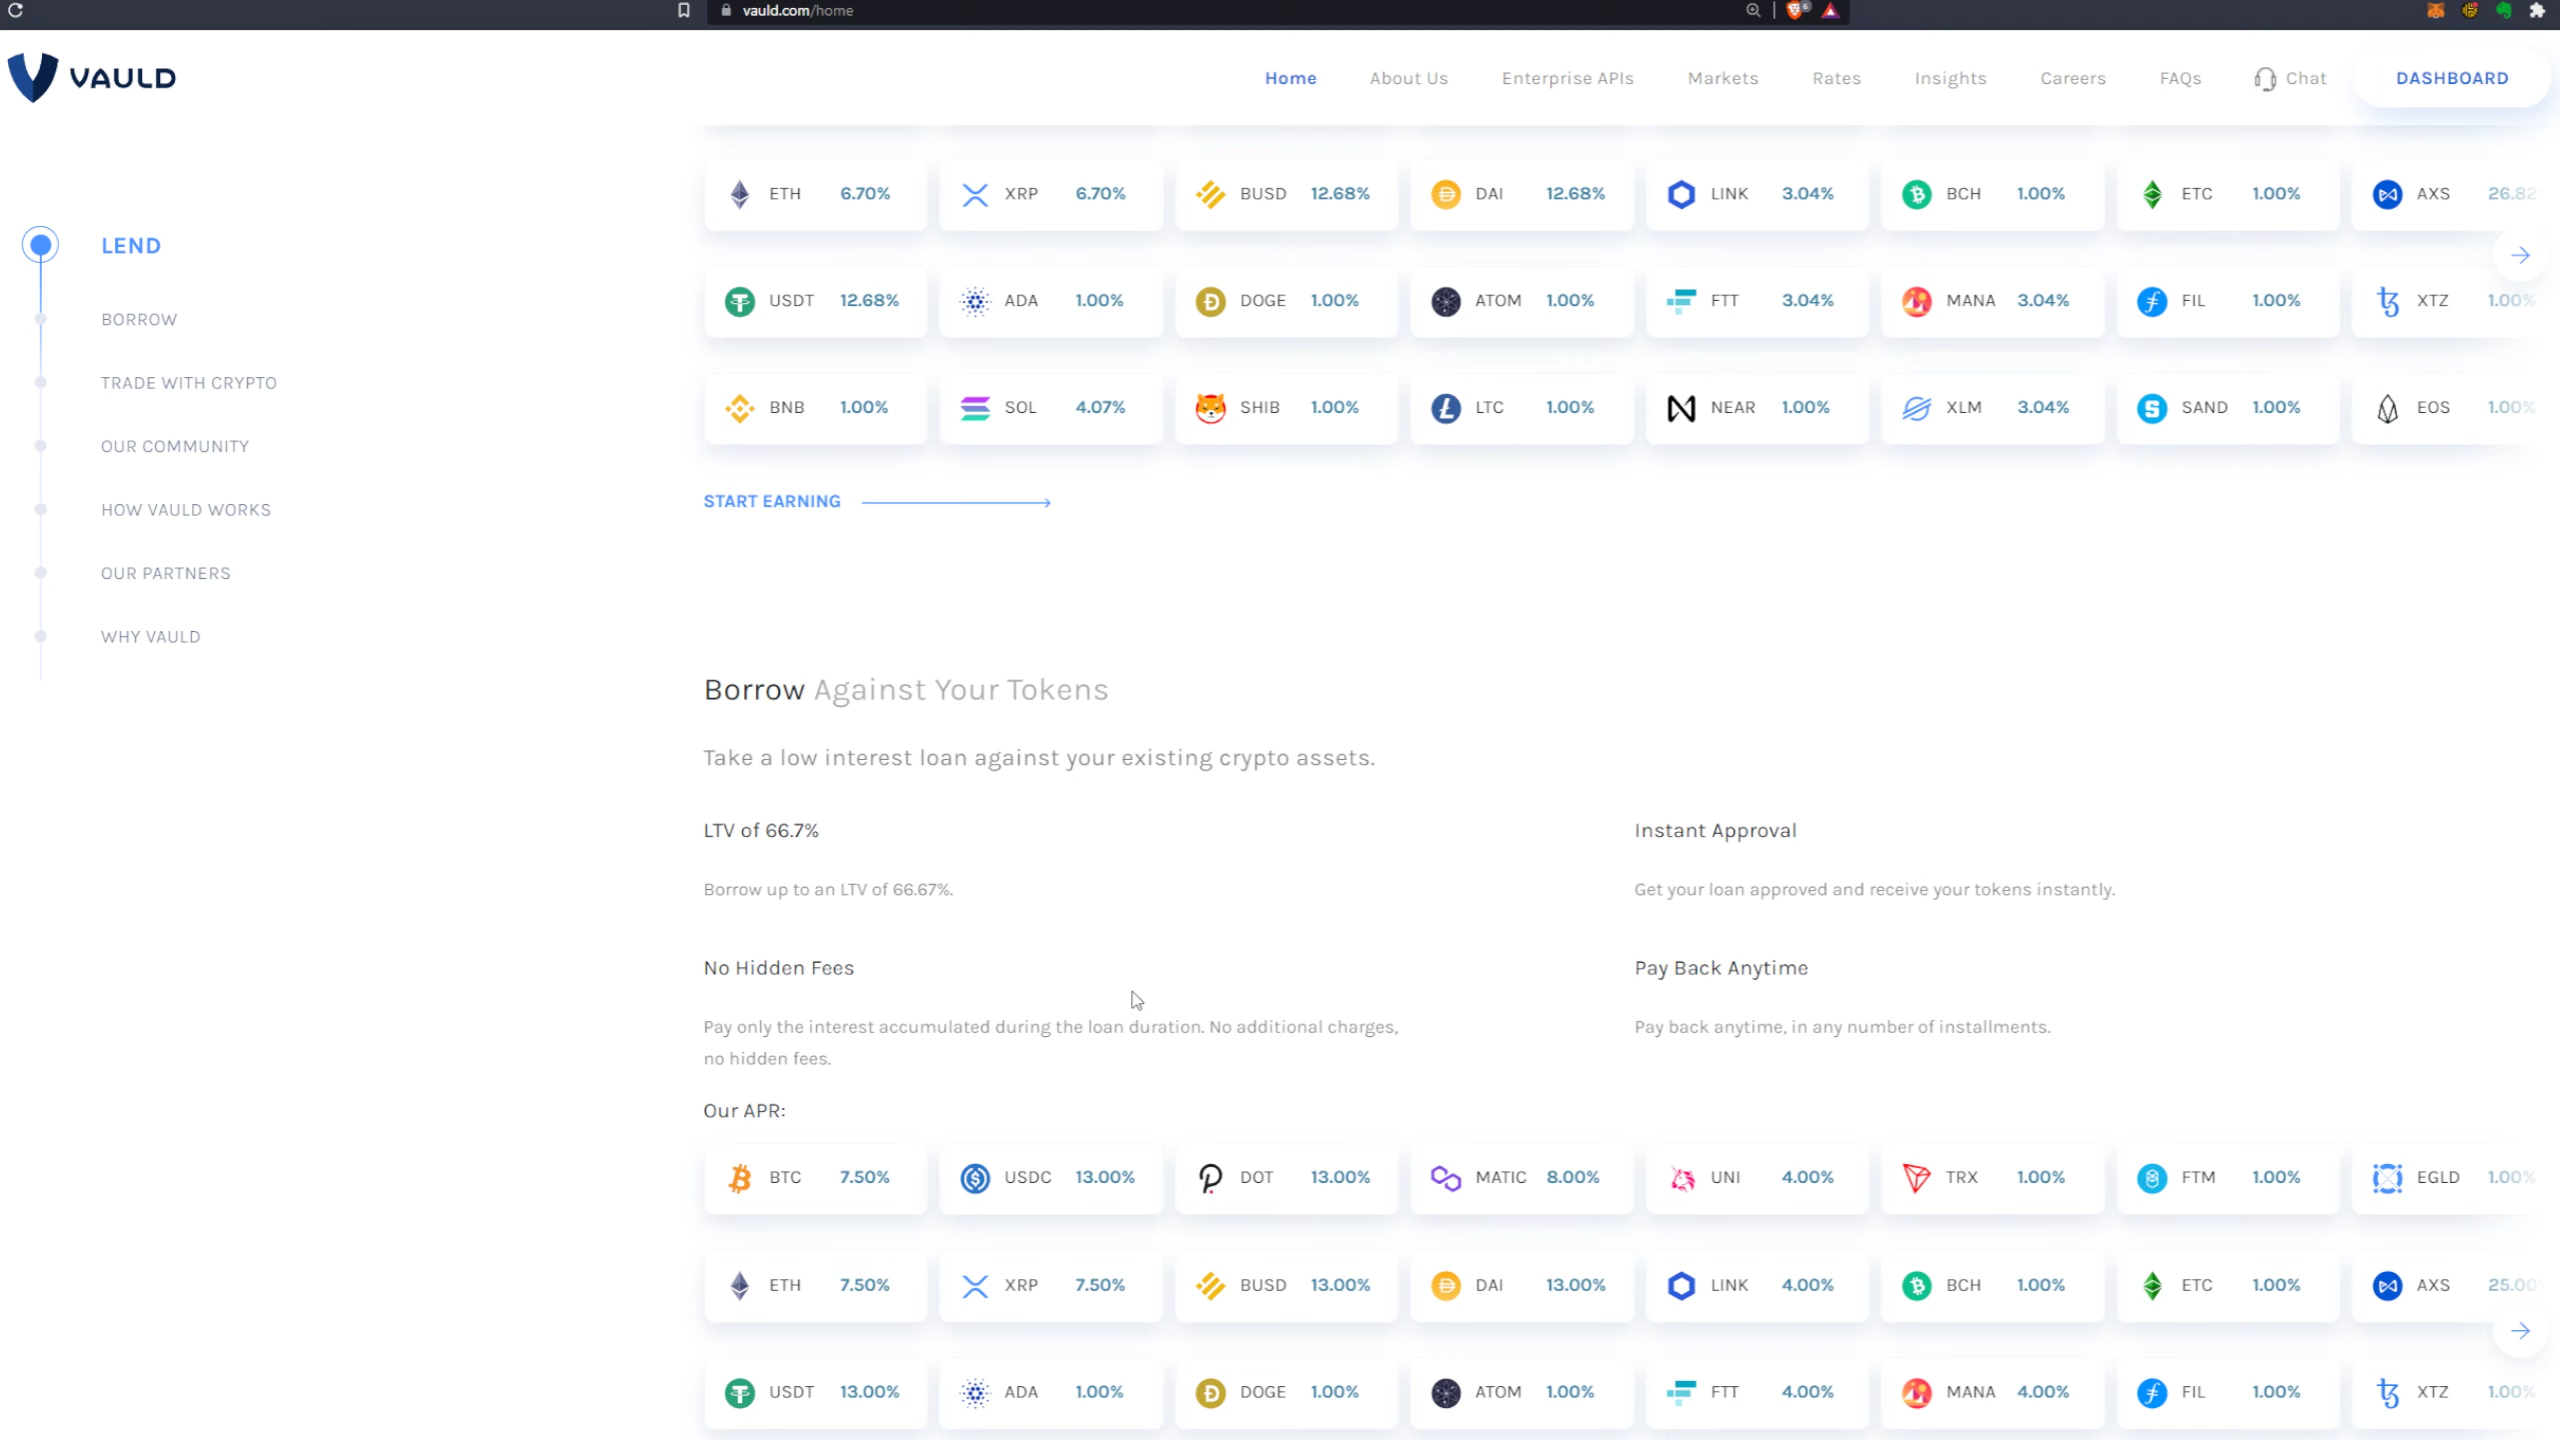 vauld.com/home
VAULD
Home About Us Enterprise APIs Markets Rates Insights Careers FAQs Chat DASHBOARD
LEND
BORROW
TRADE WITH CRYPTO
OUR COMMUNITY
HOW VAULD WORKS
OUR PARTNERS
WHY VAULD
ETH 6.70% XRP 6.70% BUSD 12.68% DAI 12.68% LINK 3.04% BCH 1.00% ETC 1.00% AXS 26.82
USDT 12.68% ADA 1.00% DOGE 1.00% ATOM 1.00% FTT 3.04% MANA 3.04% FIL 1.00% XTZ 1.00%
BNB 1.00% SOL 4.07% SHIB 1.00% LTC 1.00% NEAR 1.00% XLM 3.04% SAND 1.00% EOS 1.00%
START EARNING
Borrow Against Your Tokens
Take a low interest loan against your existing crypto assets.
LTV of 66.7%
Borrow up to an LTV of 66.67%.
Instant Approval
Get your loan approved and receive your tokens instantly.
No Hidden Fees
Pay only the interest accumulated during the loan duration. No additional charges,
no hidden fees.
Pay Back Anytime
Pay back anytime, in any number of installments.
Our APR:
BTC 7.50% USDC 13.00% DOT 13.00% MATIC 8.00% UNI 4.00% TRX 1.00% FTM 1.00% EGLD 1.00%
ETH 7.50% XRP 7.50% BUSD 13.00% DAI 13.00% LINK 4.00% BCH 1.00% ETC 1.00% AXS 25.00
USDT 13.00% ADA 1.00% DOGE 1.00% ATOM 1.00% FTT 4.00% MANA 4.00% FIL 1.00% XTZ 1.00%